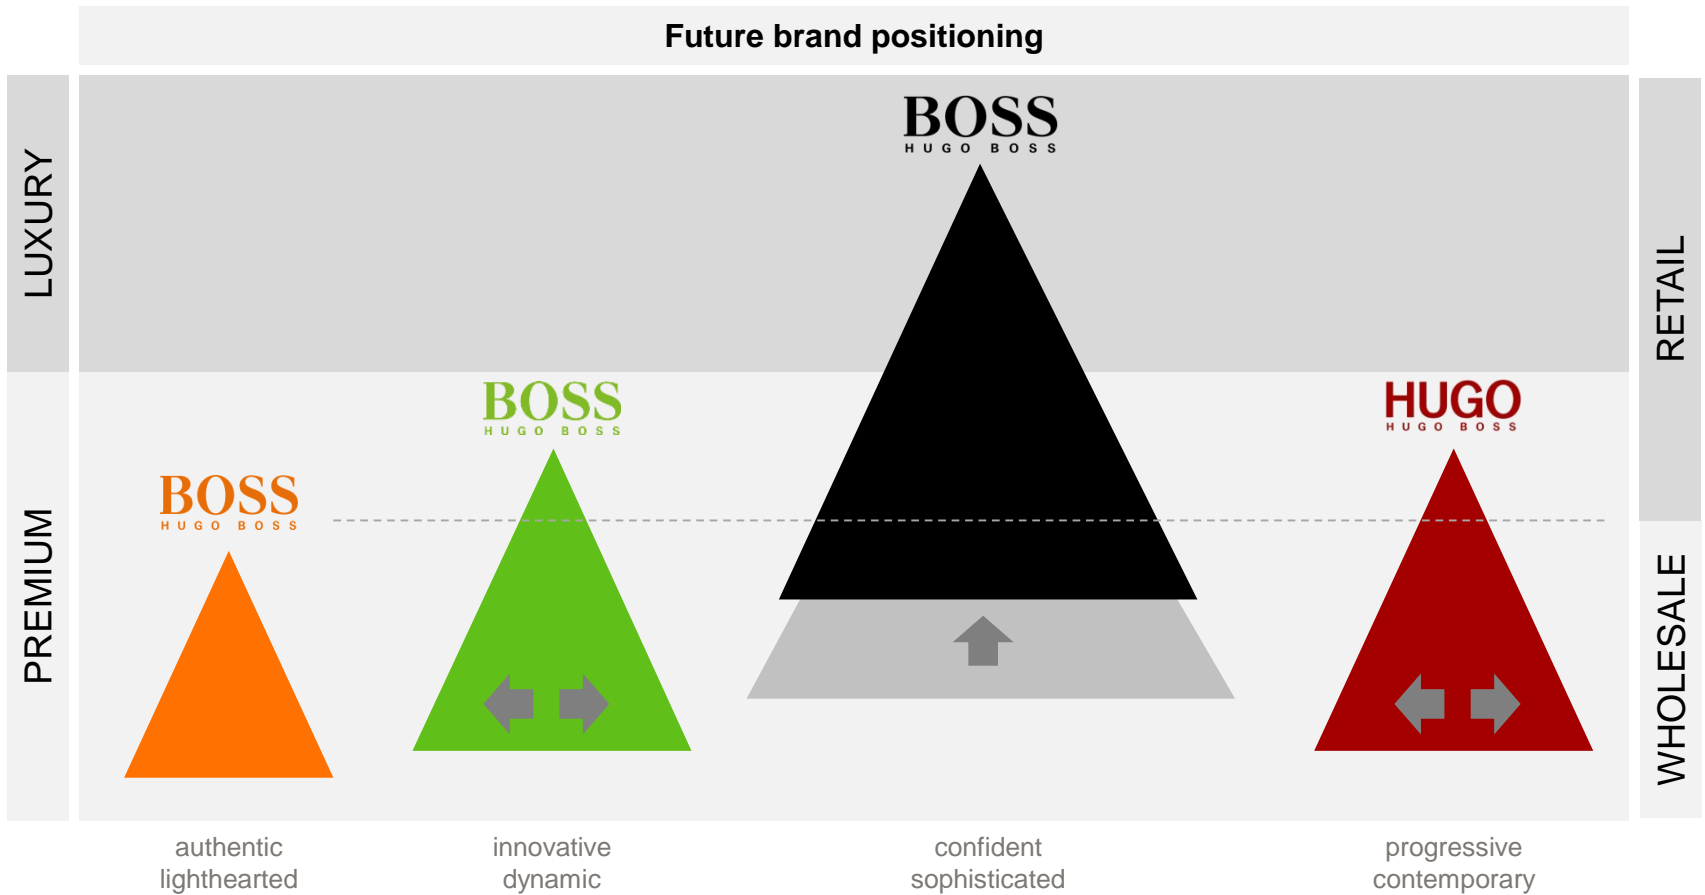 Future brand positioning
LUXURY
PREMIUM
RETAIL
WHOLESALE
BOSS
HUGO BOSS
BOSS
HUGO BOSS
HUGO
HUGO BOSS
BOSS
HUGO BOSS
authentic
lighthearted
innovative
dynamic
confident
sophisticated
progressive
contemporary